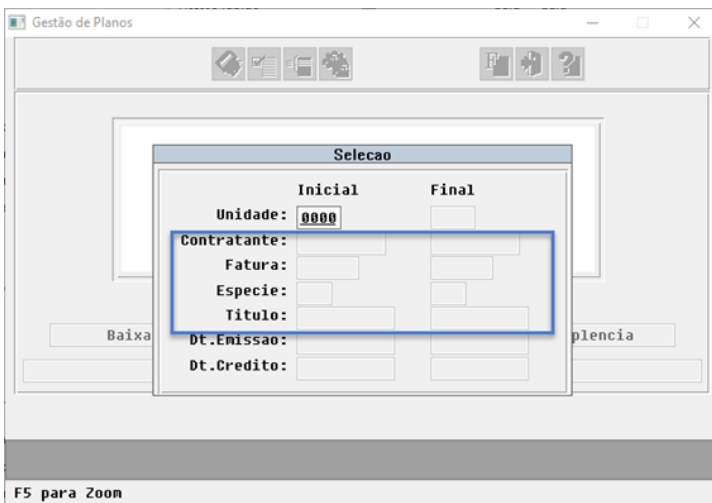 Gestão de Planos
Selecao
Inicial Final
Unidade: 0000
Contratante:
Fatura:
Especie:
Titulo:
Baixa plencia
Dt.Emissao:
Dt.Credito:
F5 para Zoom